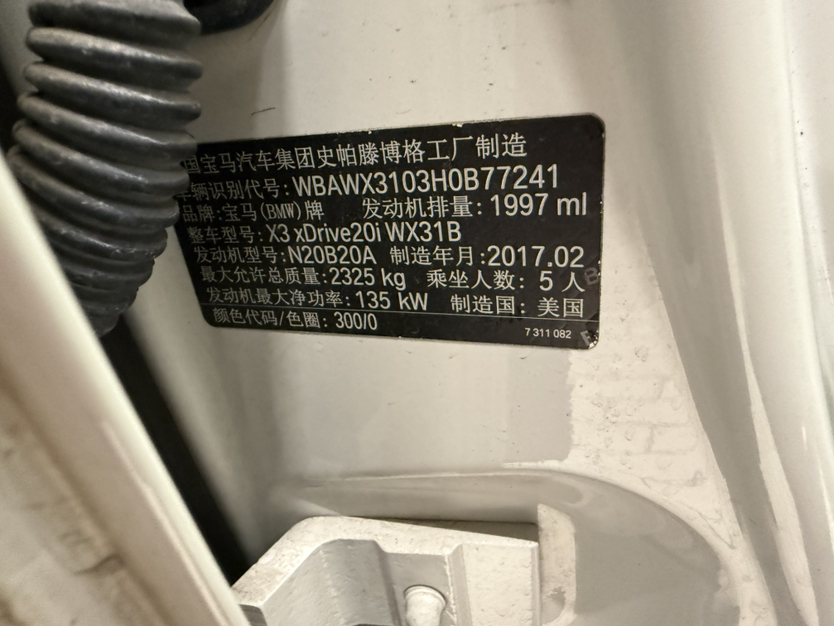 国宝马汽车集团史帕滕博格工厂制造
车辆识别代号: WBAWX3103H0B77241
品牌: 宝马(BMW)牌 发动机排量: 1997 ml
整车型号: X3 xDrive20i WX31B
发动机型号: N20B20A 制造年月: 2017.02
最大允许总质量: 2325 kg 乘坐人数: 5 人
发动机最大净功率: 135 kW 制造国: 美国
颜色代码/色圈: 300/0
7 311 082